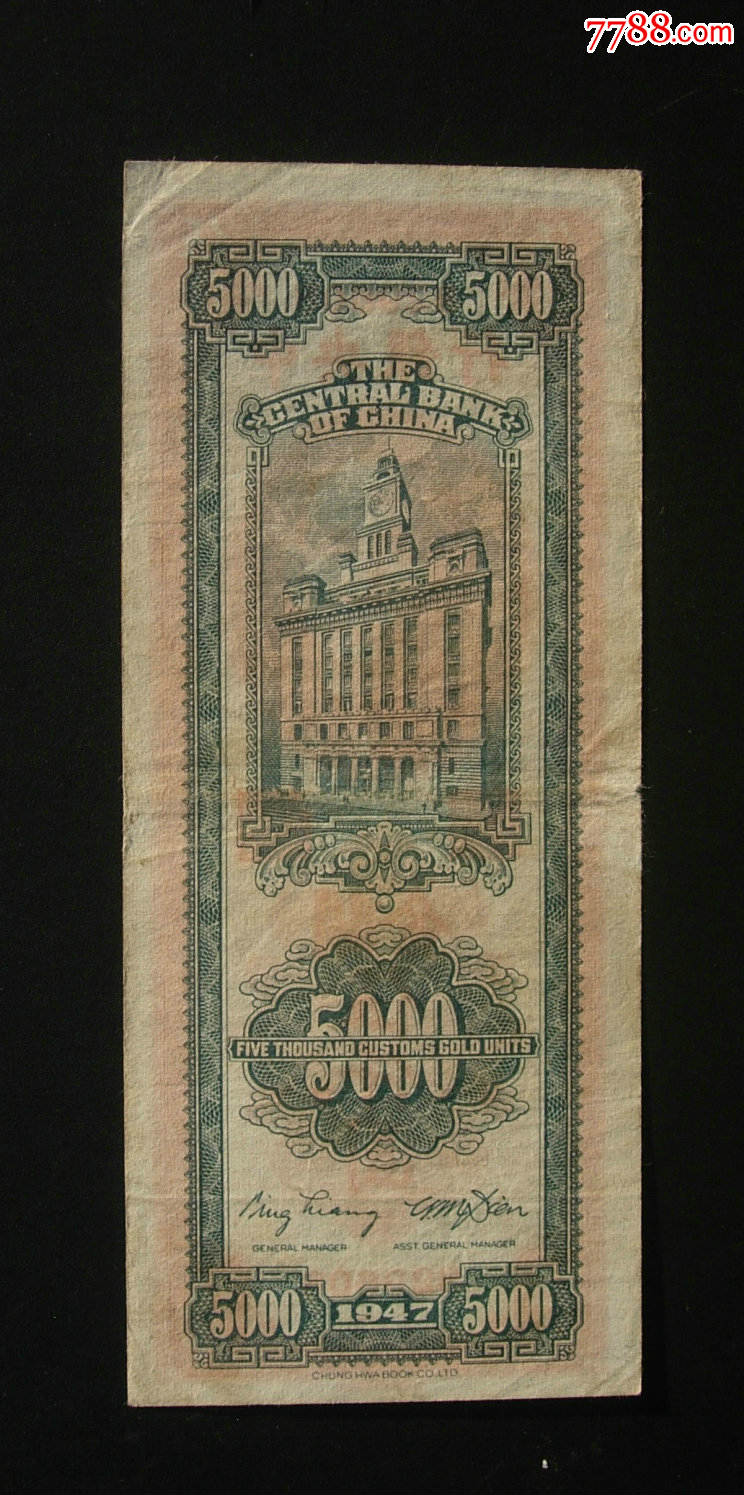 7788.com
5000 5000
THE
CENTRAL BANK
OF CHINA
5000
FIVE THOUSAND CUSTOMS GOLD UNITS
GENERAL MANAGER ASST. GENERAL MANAGER
5000 1947 5000
CHUNG HWA BOOK CO. LTD.